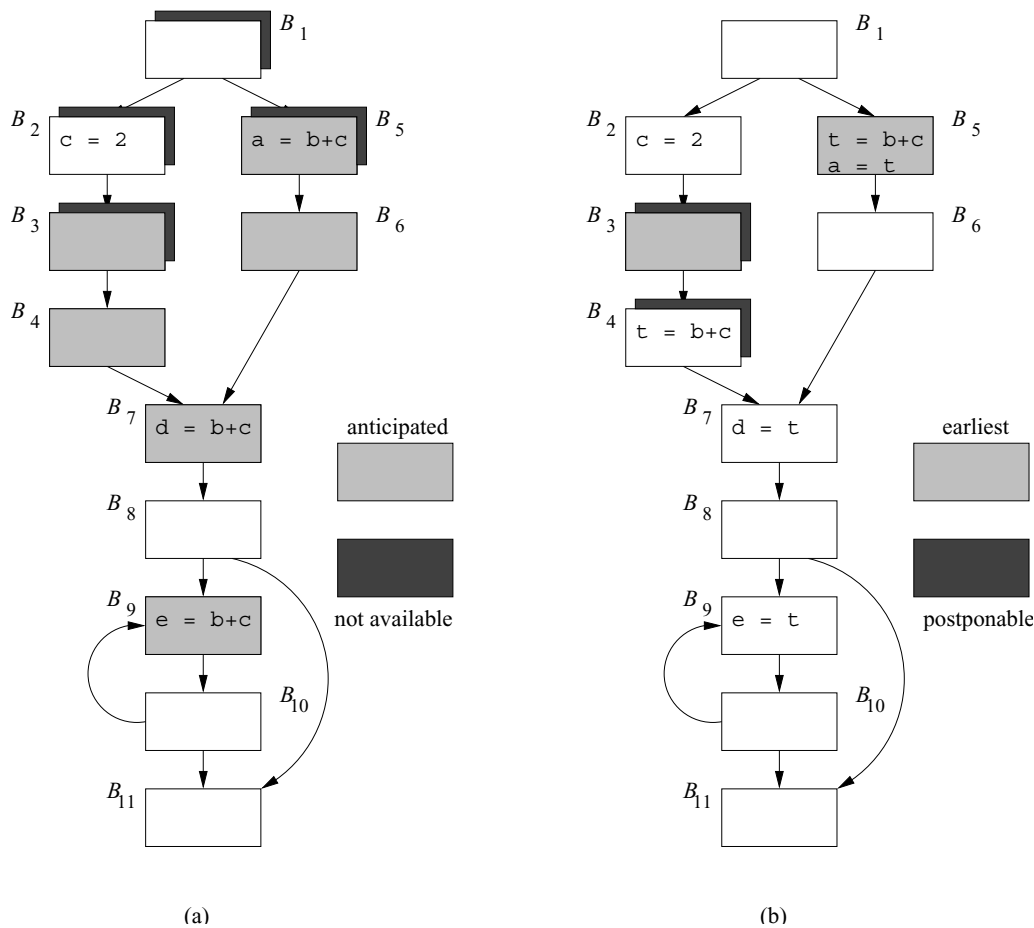 B1
B2
c = 2
a = b+c
B5
B3
B6
B4
B7
d = b+c
anticipated
B8
B9
e = b+c
not available
B10
B11
(a)
B1
B2
c = 2
t = b+c
a = t
B5
B3
B6
B4
t = b+c
B7
d = t
earliest
B8
B9
e = t
postponable
B10
B11
(b)